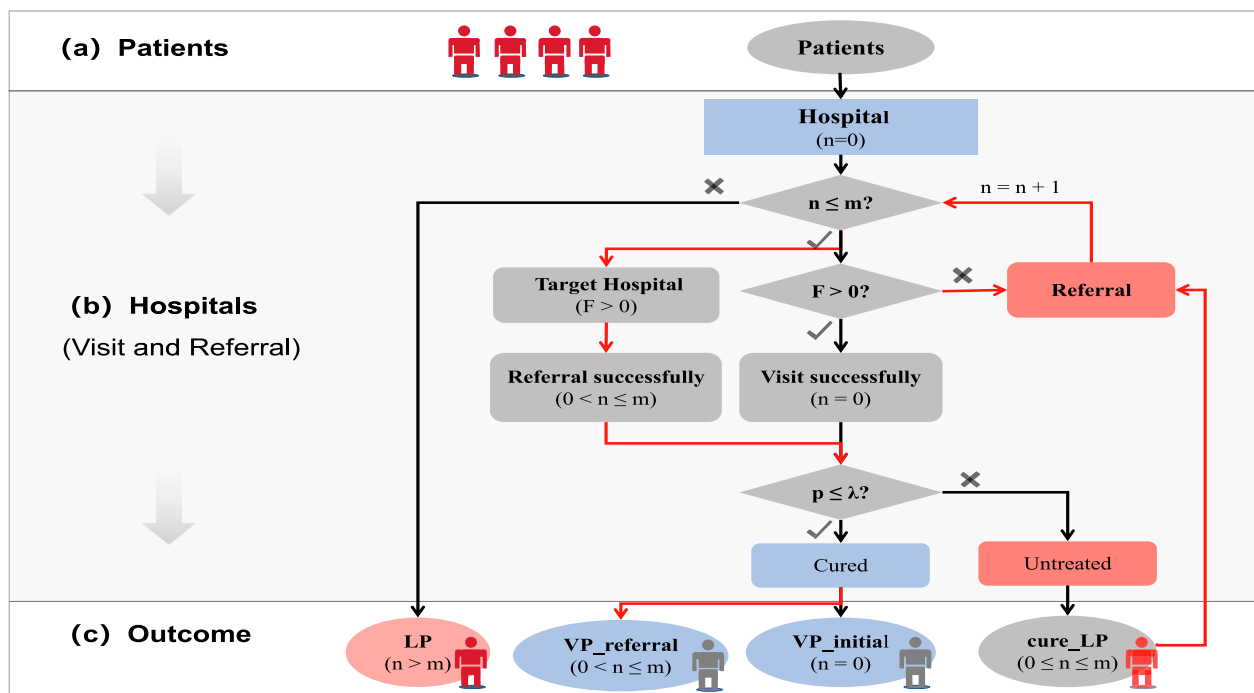 (a) Patients
Patients
Hospital
(n=0)
n ≤ m?
n = n + 1
Target Hospital
(F > 0)
F > 0?
Referral
(b) Hospitals
(Visit and Referral)
Referral successfully
(0 < n ≤ m)
Visit successfully
(n = 0)
p ≤ λ?
Cured
Untreated
(c) Outcome
LP
(n > m)
VP_referral
(0 < n ≤ m)
VP_initial
(n = 0)
cure_LP
(0 ≤ n ≤ m)